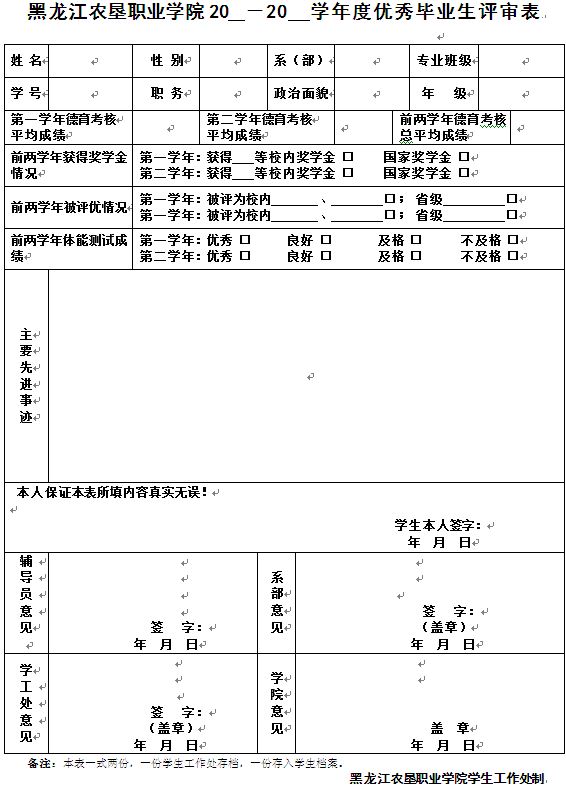 黑龙江农垦职业学院20__－20___学年度优秀毕业生评审表
姓 名 性 别 系（部） 专业班级
学 号 职 务 政治面貌 年 级
第一学年德育考核平均成绩 第二学年德育考核平均成绩 前两学年德育考核总平均成绩
前两学年获得奖学金情况
第一学年：获得___等校内奖学金 □ 国家奖学金 □
第二学年：获得___等校内奖学金 □ 国家奖学金 □
前两学年被评优情况
第一学年：被评为校内_______、________□；省级__________□
第一学年：被评为校内_______、________□；省级__________□
前两学年体能测试成绩
第一学年：优秀 □ 良好 □ 及格 □ 不及格 □
第二学年：优秀 □ 良好 □ 及格 □ 不及格 □
主要先进事迹
本人保证本表所填内容真实无误！
学生本人签字：
年 月 日
辅导员意见
签 字：
年 月 日
系部意见
签 字：
（盖章）
年 月 日
学工处意见
签 字：
（盖章）
年 月 日
学院意见
盖 章
年 月 日
备注：本表一式两份，一份学生工作处存档，一份存入学生档案。
黑龙江农垦职业学院学生工作处制